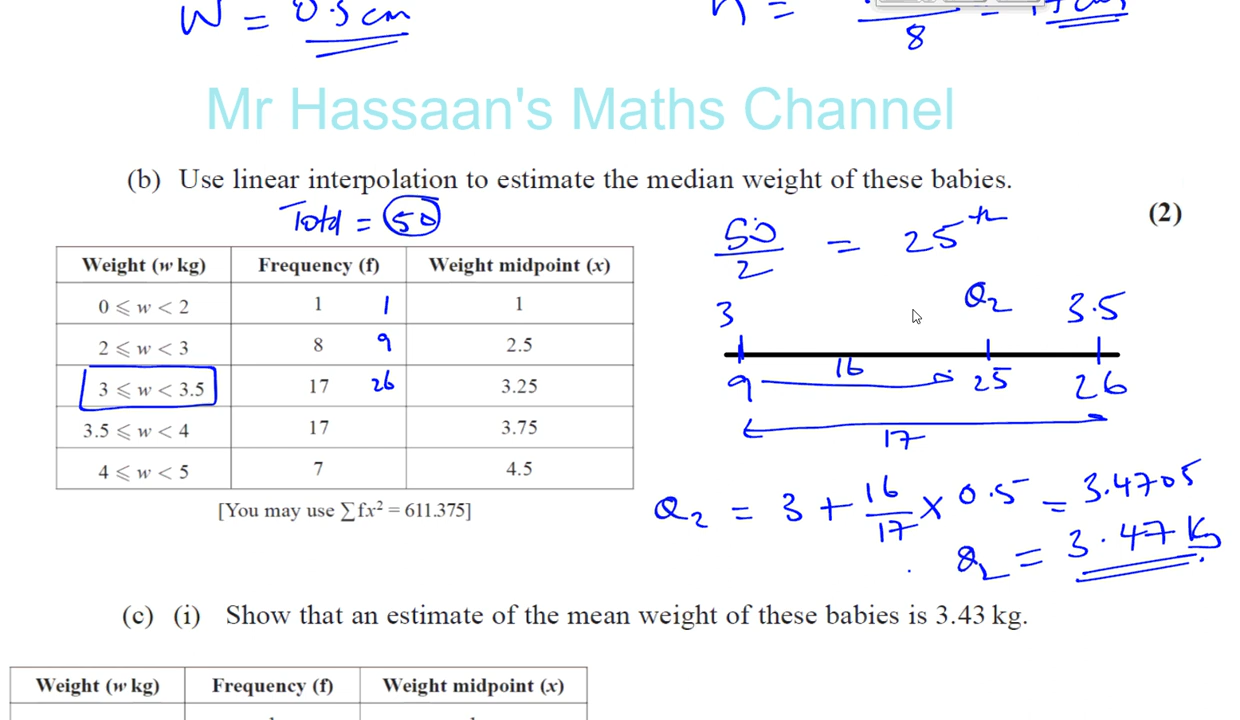 W = 0.5 cm
h =
8
Mr Hassaan's Maths Channel
(b) Use linear interpolation to estimate the median weight of these babies.
(2)
Total = 50
50/2 = 25th
Weight (w kg) Frequency (f) Weight midpoint (x)
0 ⩽ w < 2 1 1 1
2 ⩽ w < 3 8 9 2.5
3 ⩽ w < 3.5 17 26 3.25
3.5 ⩽ w < 4 17 3.75
4 ⩽ w < 5 7 4.5
[You may use ∑fx² = 611.375]
3 Q2 3.5
16
9 25 26
17
Q2 = 3 + 16/17 × 0.5 = 3.4705
Q2 = 3.47 Kg
(c) (i) Show that an estimate of the mean weight of these babies is 3.43 kg.
Weight (w kg) Frequency (f) Weight midpoint (x)